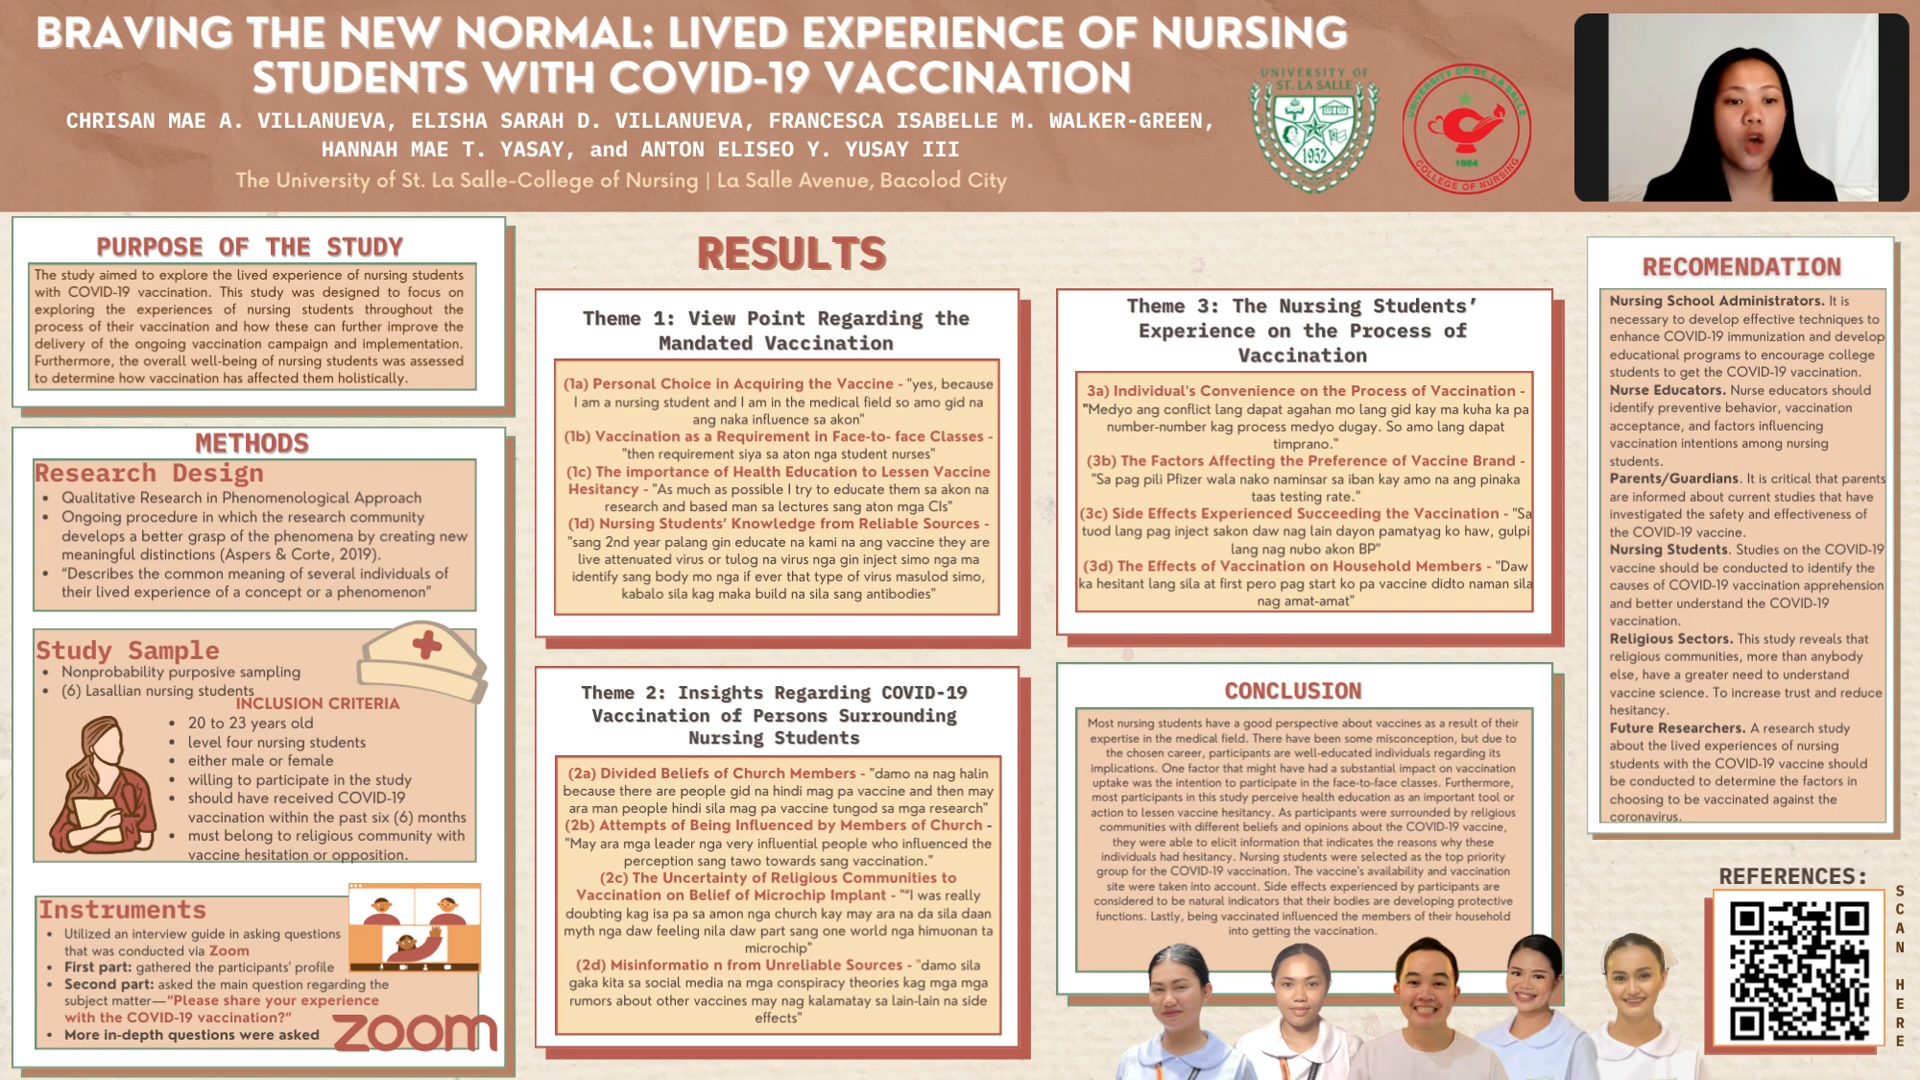 BRAVING THE NEW NORMAL: LIVED EXPERIENCE OF NURSING
STUDENTS WITH COVID-19 VACCINATION
CHRISAN MAE A. VILLANUEVA, ELISHA SARAH D. VILLANUEVA, FRANCESCA ISABELLE M. WALKER-GREEN,
HANNAH MAE T. YASAY, and ANTON ELISEO Y. YUSAY III
The University of St. La Salle-College of Nursing | La Salle Avenue, Bacolod City
UNIVERSITY OF
ST. LA SALLE
1952
UNIVERSITY OF ST. LA SALLE
1984
COLLEGE OF NURSING
PURPOSE OF THE STUDY
The study aimed to explore the lived experience of nursing students
with COVID-19 vaccination. This study was designed to focus on
exploring the experiences of nursing students throughout the
process of their vaccination and how these can further improve the
delivery of the ongoing vaccination campaign and implementation.
Furthermore, the overall well-being of nursing students was assessed
to determine how vaccination has affected them holistically.
METHODS
Research Design
• Qualitative Research in Phenomenological Approach
• Ongoing procedure in which the research community
develops a better grasp of the phenomena by creating new
meaningful distinctions (Aspers & Corte, 2019).
• “Describes the common meaning of several individuals of
their lived experience of a concept or a phenomenon”
Study Sample
• Nonprobability purposive sampling
• (6) Lasallian nursing students
INCLUSION CRITERIA
• 20 to 23 years old
• level four nursing students
• either male or female
• willing to participate in the study
• should have received COVID-19
vaccination within the past six (6) months
• must belong to religious community with
vaccine hesitation or opposition.
Instruments
• Utilized an interview guide in asking questions
that was conducted via Zoom
• First part: gathered the participants' profile
• Second part: asked the main question regarding the
subject matter—“Please share your experience
with the COVID-19 vaccination?”
• More in-depth questions were asked
zoom
RESULTS
Theme 1: View Point Regarding the
Mandated Vaccination
(1a) Personal Choice in Acquiring the Vaccine - "yes, because
I am a nursing student and I am in the medical field so amo gid na
ang naka influence sa akon"
(1b) Vaccination as a Requirement in Face-to- face Classes -
"then requirement siya sa aton nga student nurses"
(1c) The importance of Health Education to Lessen Vaccine
Hesitancy - "As much as possible I try to educate them sa akon na
research and based man sa lectures sang aton mga CIs"
(1d) Nursing Students’ Knowledge from Reliable Sources -
"sang 2nd year palang gin educate na kami na ang vaccine they are
live attenuated virus or tulog na virus nga gin inject simo nga ma
identify sang body mo nga if ever that type of virus masulod simo,
kabalo sila kag maka build na sila sang antibodies"
Theme 2: Insights Regarding COVID-19
Vaccination of Persons Surrounding
Nursing Students
(2a) Divided Beliefs of Church Members - "damo na nag halin
because there are people gid na hindi mag pa vaccine and then may
ara man people hindi sila mag pa vaccine tungod sa mga research"
(2b) Attempts of Being Influenced by Members of Church -
"May ara mga leader nga very influential people who influenced the
perception sang tawo towards sang vaccination."
(2c) The Uncertainty of Religious Communities to
Vaccination on Belief of Microchip Implant - ""I was really
doubting kag isa pa sa amon nga church kay may ara na da sila daan
myth nga daw feeling nila daw part sang one world nga himuonan ta
microchip"
(2d) Misinformatio n from Unreliable Sources - "damo sila
gaka kita sa social media na mga conspiracy theories kag mga mga
rumors about other vaccines may nag kalamatay sa lain-lain na side
effects"
Theme 3: The Nursing Students’
Experience on the Process of
Vaccination
3a) Individual's Convenience on the Process of Vaccination -
"Medyo ang conflict lang dapat agahan mo lang gid kay ma kuha ka pa
number-number kag process medyo dugay. So amo lang dapat
timprano."
(3b) The Factors Affecting the Preference of Vaccine Brand -
"Sa pag pili Pfizer wala nako naminsar sa iban kay amo na ang pinaka
taas testing rate."
(3c) Side Effects Experienced Succeeding the Vaccination - "Sa
tuod lang pag inject sakon daw nag lain dayon pamatyag ko haw, gulpi
lang nag nubo akon BP"
(3d) The Effects of Vaccination on Household Members - "Daw
ka hesitant lang sila at first pero pag start ko pa vaccine didto naman sila
nag amat-amat"
CONCLUSION
Most nursing students have a good perspective about vaccines as a result of their
expertise in the medical field. There have been some misconception, but due to
the chosen career, participants are well-educated individuals regarding its
implications. One factor that might have had a substantial impact on vaccination
uptake was the intention to participate in the face-to-face classes. Furthermore,
most participants in this study perceive health education as an important tool or
action to lessen vaccine hesitancy. As participants were surrounded by religious
communities with different beliefs and opinions about the COVID-19 vaccine,
they were able to elicit information that indicates the reasons why these
individuals had hesitancy. Nursing students were selected as the top priority
group for the COVID-19 vaccination. The vaccine's availability and vaccination
site were taken into account. Side effects experienced by participants are
considered to be natural indicators that their bodies are developing protective
functions. Lastly, being vaccinated influenced the members of their household
into getting the vaccination.
RECOMENDATION
Nursing School Administrators. It is
necessary to develop effective techniques to
enhance COVID-19 immunization and develop
educational programs to encourage college
students to get the COVID-19 vaccination.
Nurse Educators. Nurse educators should
identify preventive behavior, vaccination
acceptance, and factors influencing
vaccination intentions among nursing
students.
Parents/Guardians. It is critical that parents
are informed about current studies that have
investigated the safety and effectiveness of
the COVID-19 vaccine.
Nursing Students. Studies on the COVID-19
vaccine should be conducted to identify the
causes of COVID-19 vaccination apprehension
and better understand the COVID-19
vaccination.
Religious Sectors. This study reveals that
religious communities, more than anybody
else, have a greater need to understand
vaccine science. To increase trust and reduce
hesitancy.
Future Researchers. A research study
about the lived experiences of nursing
students with the COVID-19 vaccine should
be conducted to determine the factors in
choosing to be vaccinated against the
coronavirus.
REFERENCES:
SCAN HERE